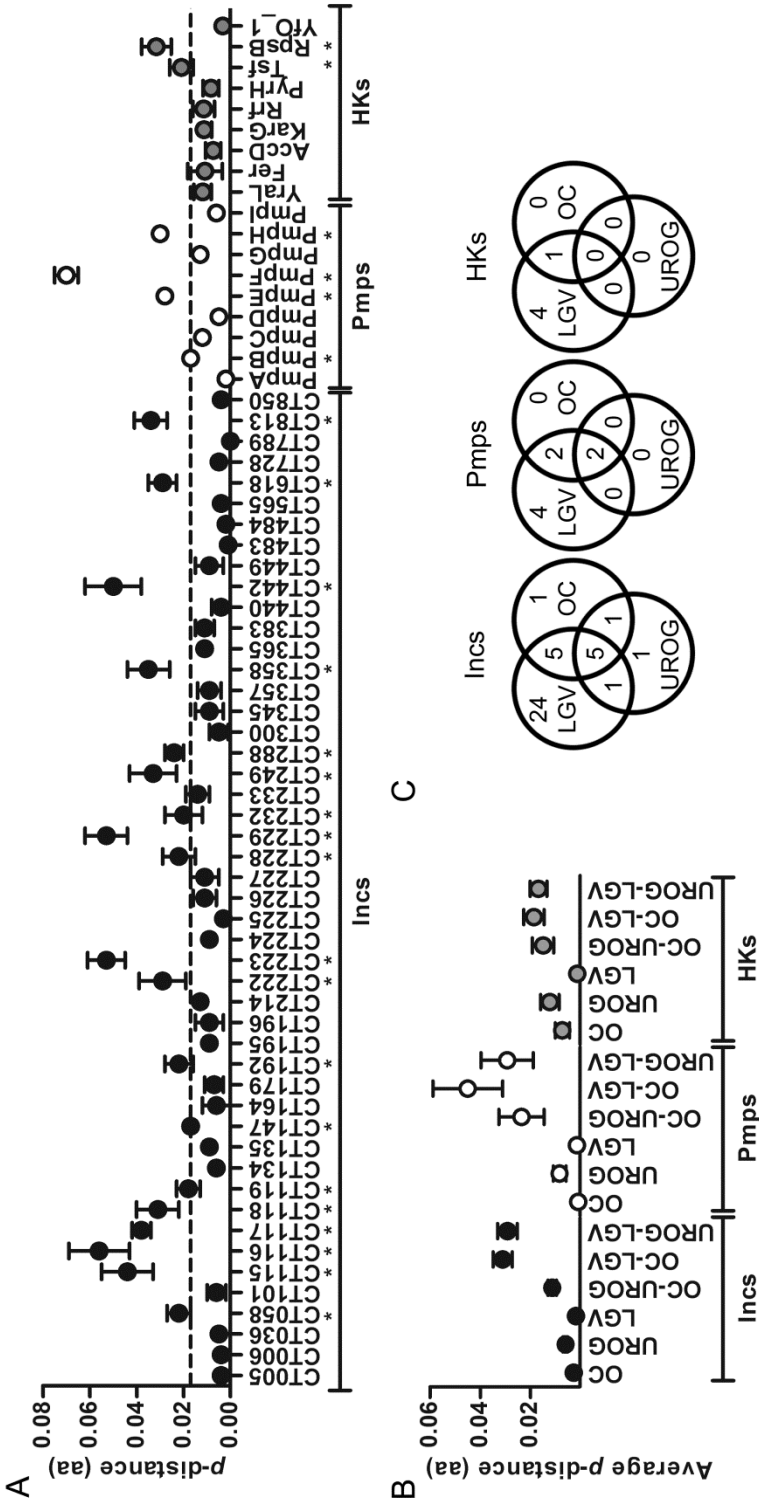 A
p-distance (aa)
0.08
0.06
0.04
0.02
0.00
CT005
CT006
CT036
CT058
*
CT101
CT115
*
CT116
*
CT117
*
CT118
*
CT119
*
CT134
CT135
CT147
*
CT164
CT179
CT192
*
CT195
CT196
CT214
CT222
*
CT223
*
CT224
CT225
CT226
CT227
CT228
*
CT229
*
CT232
*
CT233
CT249
*
CT288
*
CT300
CT345
CT357
CT358
*
CT365
CT383
CT440
CT442
*
CT449
CT483
CT484
CT565
CT618
*
CT728
CT789
CT813
*
CT850
PmpA
PmpB
*
PmpC
PmpD
PmpE
*
PmpF
*
PmpG
PmpH
*
PmpI
YraL
Fer
AccD
KarG
Rrf
PyrH
Tsf
*
RpsB
*
YfO_1
Incs
Pmps
HKs
B
Average p-distance (aa)
0.06
0.04
0.02
OC
UROG
LGV
OC-UROG
OC-LGV
UROG-LGV
OC
UROG
LGV
OC-UROG
OC-LGV
UROG-LGV
OC
UROG
LGV
OC-UROG
OC-LGV
UROG-LGV
Incs
Pmps
HKs
C
Incs
24
LGV
5
1
OC
5
1
1
1
UROG
Pmps
4
LGV
2
0
OC
2
0
0
0
UROG
HKs
4
LGV
1
0
OC
0
0
0
0
UROG